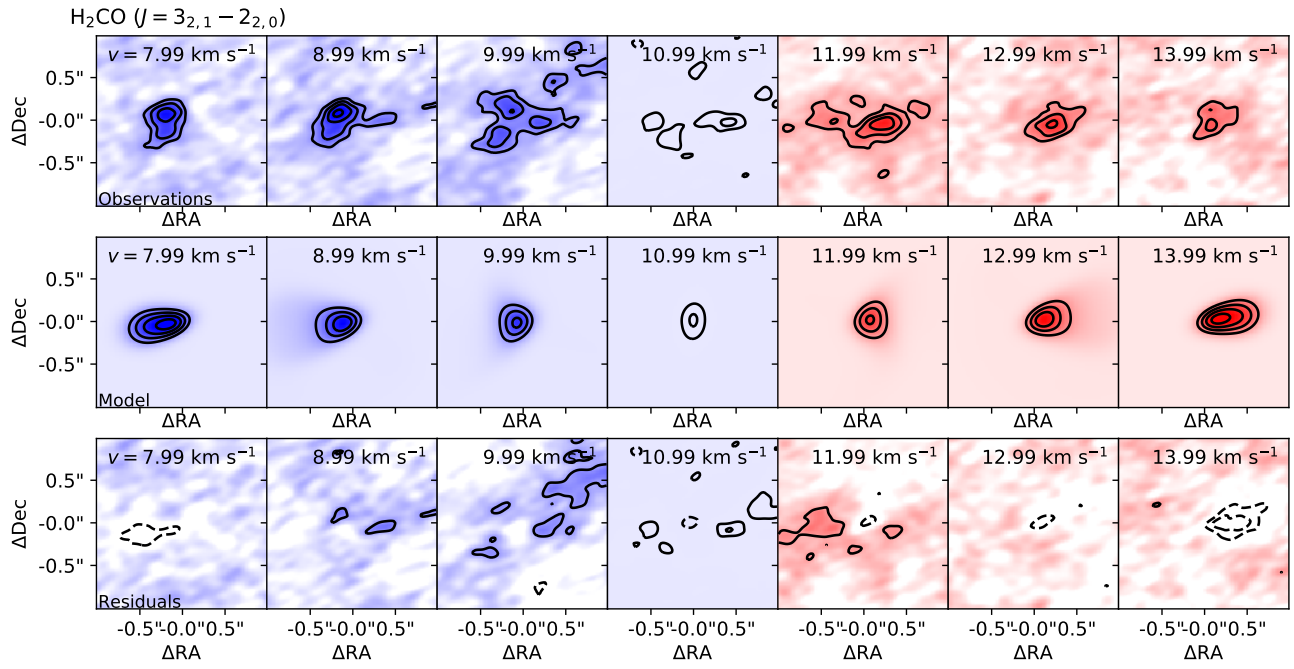 H₂CO (J = 3₂,₁ − 2₂,₀)
v = 7.99 km s⁻¹ 8.99 km s⁻¹ 9.99 km s⁻¹ 10.99 km s⁻¹ 11.99 km s⁻¹ 12.99 km s⁻¹ 13.99 km s⁻¹
0.5"
-0.0"
-0.5"
ΔDec
Observations
ΔRA ΔRA ΔRA ΔRA ΔRA ΔRA ΔRA
v = 7.99 km s⁻¹ 8.99 km s⁻¹ 9.99 km s⁻¹ 10.99 km s⁻¹ 11.99 km s⁻¹ 12.99 km s⁻¹ 13.99 km s⁻¹
0.5"
-0.0"
-0.5"
ΔDec
Model
ΔRA ΔRA ΔRA ΔRA ΔRA ΔRA ΔRA
v = 7.99 km s⁻¹ 8.99 km s⁻¹ 9.99 km s⁻¹ 10.99 km s⁻¹ 11.99 km s⁻¹ 12.99 km s⁻¹ 13.99 km s⁻¹
0.5"
-0.0"
-0.5"
ΔDec
Residuals
-0.5"-0.0"0.5" -0.5"-0.0"0.5" -0.5"-0.0"0.5" -0.5"-0.0"0.5" -0.5"-0.0"0.5" -0.5"-0.0"0.5" -0.5"-0.0"0.5"
ΔRA ΔRA ΔRA ΔRA ΔRA ΔRA ΔRA